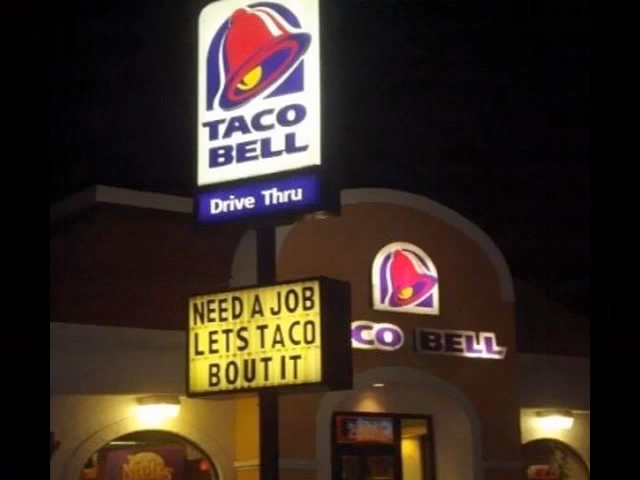 TACO
BELL
Drive Thru
NEED A JOB
LETS TACO
BOUT IT
CO BELL